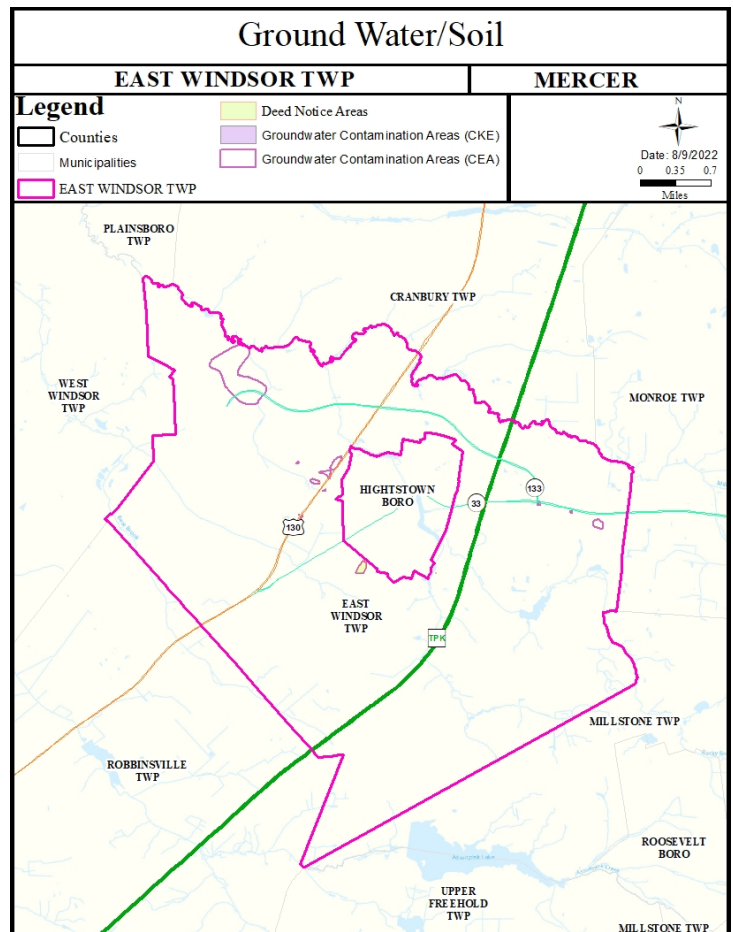 Ground Water/Soil
EAST WINDSOR TWP
MERCER
Legend
Counties
Municipalities
EAST WINDSOR TWP
Deed Notice Areas
Groundwater Contamination Areas (CKE)
Groundwater Contamination Areas (CEA)
N
Date: 8/9/2022
0 0.35 0.7
Miles
PLAINSBORO
TWP
CRANBURY TWP
WEST
WINDSOR
TWP
MONROE TWP
HIGHTSTOWN
BORO
133
33
130
EAST
WINDSOR
TWP
TPK
MILLSTONE TWP
ROBBINSVILLE
TWP
ROOSEVELT
BORO
UPPER
FREEHOLD
TWP
MILLSTONE TWP